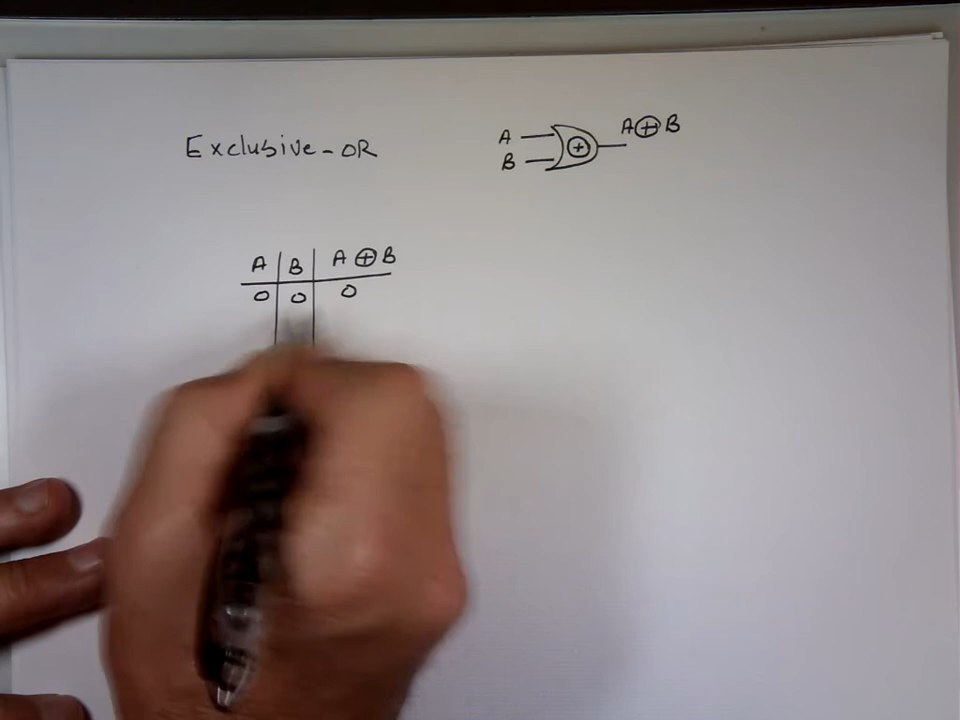 Exclusive-OR
A
B
+
A⊕B
A B A⊕B
0 0 0